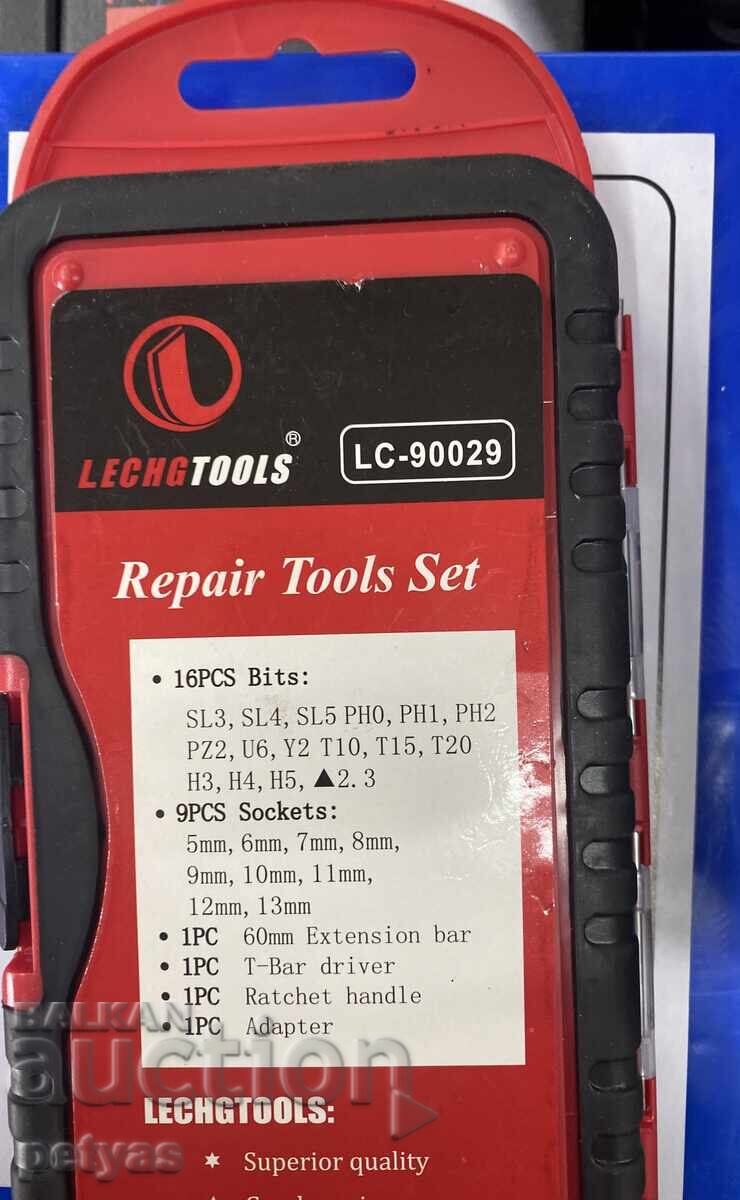 LECHGTOOLS®
LC-90029
Repair Tools Set
• 16PCS Bits:
SL3, SL4, SL5 PH0, PH1, PH2
PZ2, U6, Y2 T10, T15, T20
H3, H4, H5, ▲2.3
• 9PCS Sockets:
5mm, 6mm, 7mm, 8mm,
9mm, 10mm, 11mm,
12mm, 13mm
• 1PC 60mm Extension bar
• 1PC T-Bar driver
• 1PC Ratchet handle
• 1PC Adapter
BALKAN
auction
petyas
LECHGTOOLS:
★ Superior quality